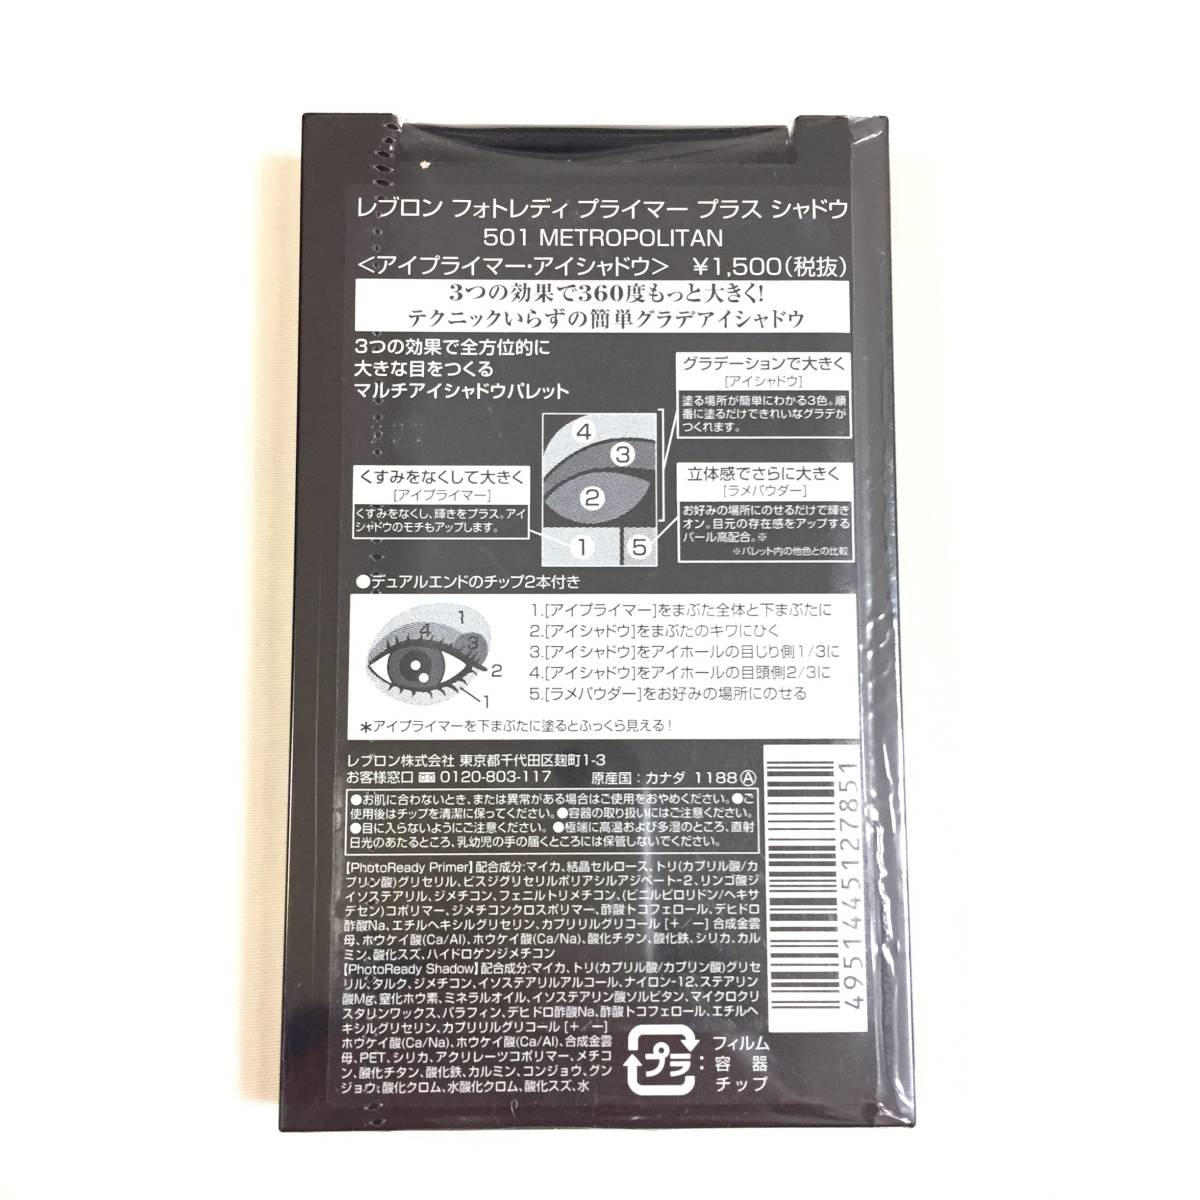 レブロン フォトレディ プライマー プラス シャドウ
501 METROPOLITAN
<アイプライマー・アイシャドウ> ¥1,500(税抜)
3つの効果で360度もっと大きく!
テクニックいらずの簡単グラデアイシャドウ
3つの効果で全方位的に
大きな目をつくる
マルチアイシャドウパレット
グラデーションで大きく
[アイシャドウ]
塗る場所が簡単にわかる3色。順
番に塗るだけできれいなグラデが
つくれます。
くすみをなくして大きく
[アイプライマー]
くすみをなくし、輝きをプラス。アイ
シャドウのモチもアップします。
立体感でさらに大きく
[ラメパウダー]
お好みの場所にのせるだけで輝き
オン。目元の存在感をアップする
パール高配合。※
※パレット内の他色との比較
4
3
2
1
5
●デュアルエンドのチップ2本付き
1
4
3
2
1
1.[アイプライマー]をまぶた全体と下まぶたに
2.[アイシャドウ]をまぶたのキワにひく
3.[アイシャドウ]をアイホールの目じり側1/3に
4.[アイシャドウ]をアイホールの目頭側2/3に
5.[ラメパウダー]をお好みの場所にのせる
*アイプライマーを下まぶたに塗るとふっくら見える!
レブロン株式会社 東京都千代田区麹町1-3
お客様窓口 0120-803-117 原産国:カナダ 1188Ⓐ
●お肌に合わないとき、または異常がある場合はご使用をおやめください。●ご
使用後はチップを清潔に保ってください。●容器の取り扱いにはご注意ください。
●目に入らないようにご注意ください。●極端に高温および多湿のところ、直射
日光のあたるところ、乳幼児の手の届くところには保管しないでください。
【PhotoReady Primer】配合成分:マイカ、結晶セルロース、トリ(カプリル酸/カ
プリン酸)グリセリル、ビスジグリセリルポリアシルアジペート-2、リンゴ酸ジ
イソステアリル、ジメチコン、フェニルトリメチコン、(ビニルピロリドン/ヘキサ
デセン)コポリマー、ジメチコンクロスポリマー、酢酸トコフェロール、デヒドロ
酢酸Na、エチルヘキシルグリセリン、カプリリルグリコール [+/-] 合成金雲
母、ホウケイ酸(Ca/Al)、ホウケイ酸(Ca/Na)、酸化チタン、酸化鉄、シリカ、カル
ミン、酸化スズ、ハイドロゲンジメチコン
【PhotoReady Shadow】配合成分:マイカ、トリ(カプリル酸/カプリン酸)グリセ
リル、タルク、ジメチコン、イソステアリルアルコール、ナイロン-12、ステアリン
酸Mg、窒化ホウ素、ミネラルオイル、イソステアリン酸ソルビタン、マイクロクリ
スタリンワックス、パラフィン、デヒドロ酢酸Na、酢酸トコフェロール、エチルヘ
キシルグリセリン、カプリリルグリコール [+/-]
ホウケイ酸(Ca/Na)、ホウケイ酸(Ca/Al)、合成金雲
母、PET、シリカ、アクリレーツコポリマー、メチコ
ン、酸化チタン、酸化鉄、カルミン、コンジョウ、グン
ジョウ、酸化クロム、水酸化クロム、酸化スズ、水
4951445127851
プラ
: フィルム
容器
チップ